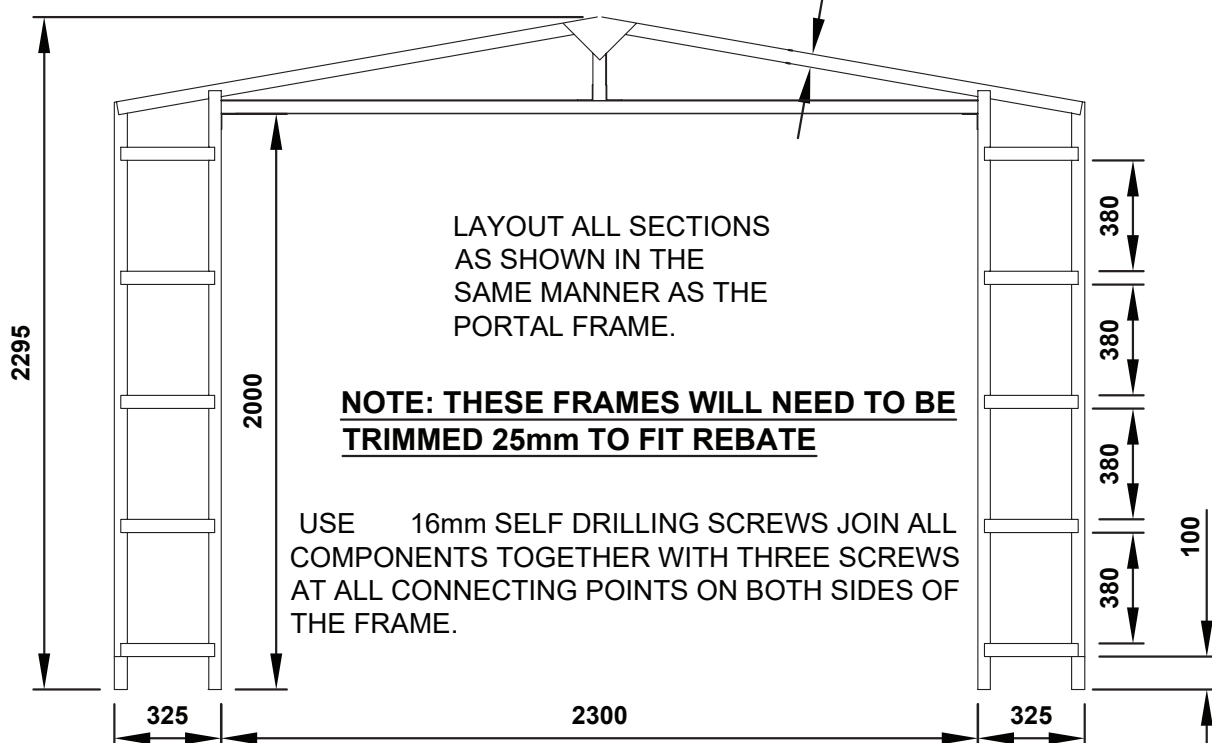 LAYOUT ALL SECTIONS
AS SHOWN IN THE
SAME MANNER AS THE
PORTAL FRAME.
NOTE: THESE FRAMES WILL NEED TO BE
TRIMMED 25mm TO FIT REBATE
USE 16mm SELF DRILLING SCREWS JOIN ALL
COMPONENTS TOGETHER WITH THREE SCREWS
AT ALL CONNECTING POINTS ON BOTH SIDES OF
THE FRAME.
2295
2000
380
380
380
380
100
325
2300
325